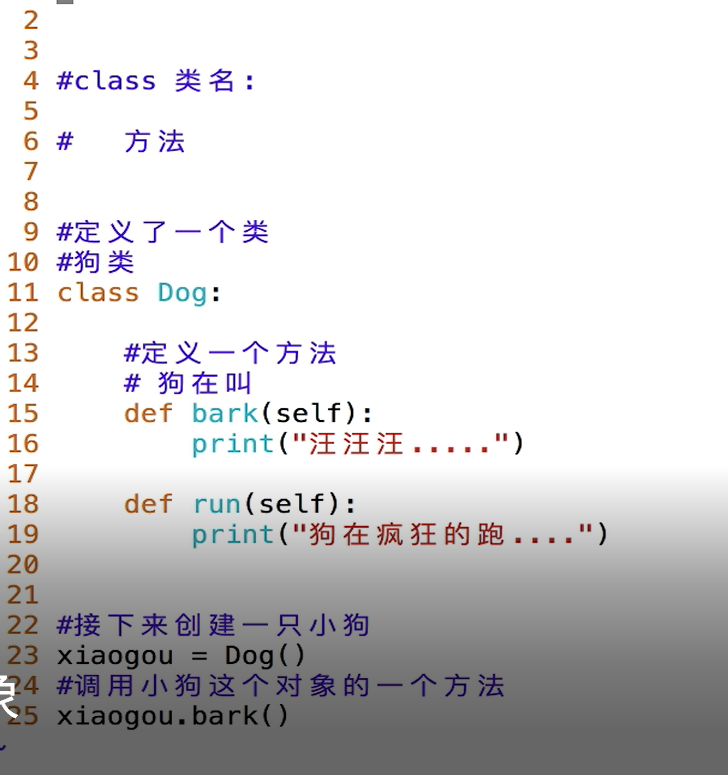 2
3
4 #class 类名:
5
6 #   方法
7
8
9 #定义了一个类
10 #狗类
11 class Dog:
12
13     #定义一个方法
14     # 狗在叫
15     def bark(self):
16         print("汪汪汪.....")
17
18     def run(self):
19         print("狗在疯狂的跑....")
20
21
22 #接下来创建一只小狗
23 xiaogou = Dog()
24 #调用小狗这个对象的一个方法
25 xiaogou.bark()
~